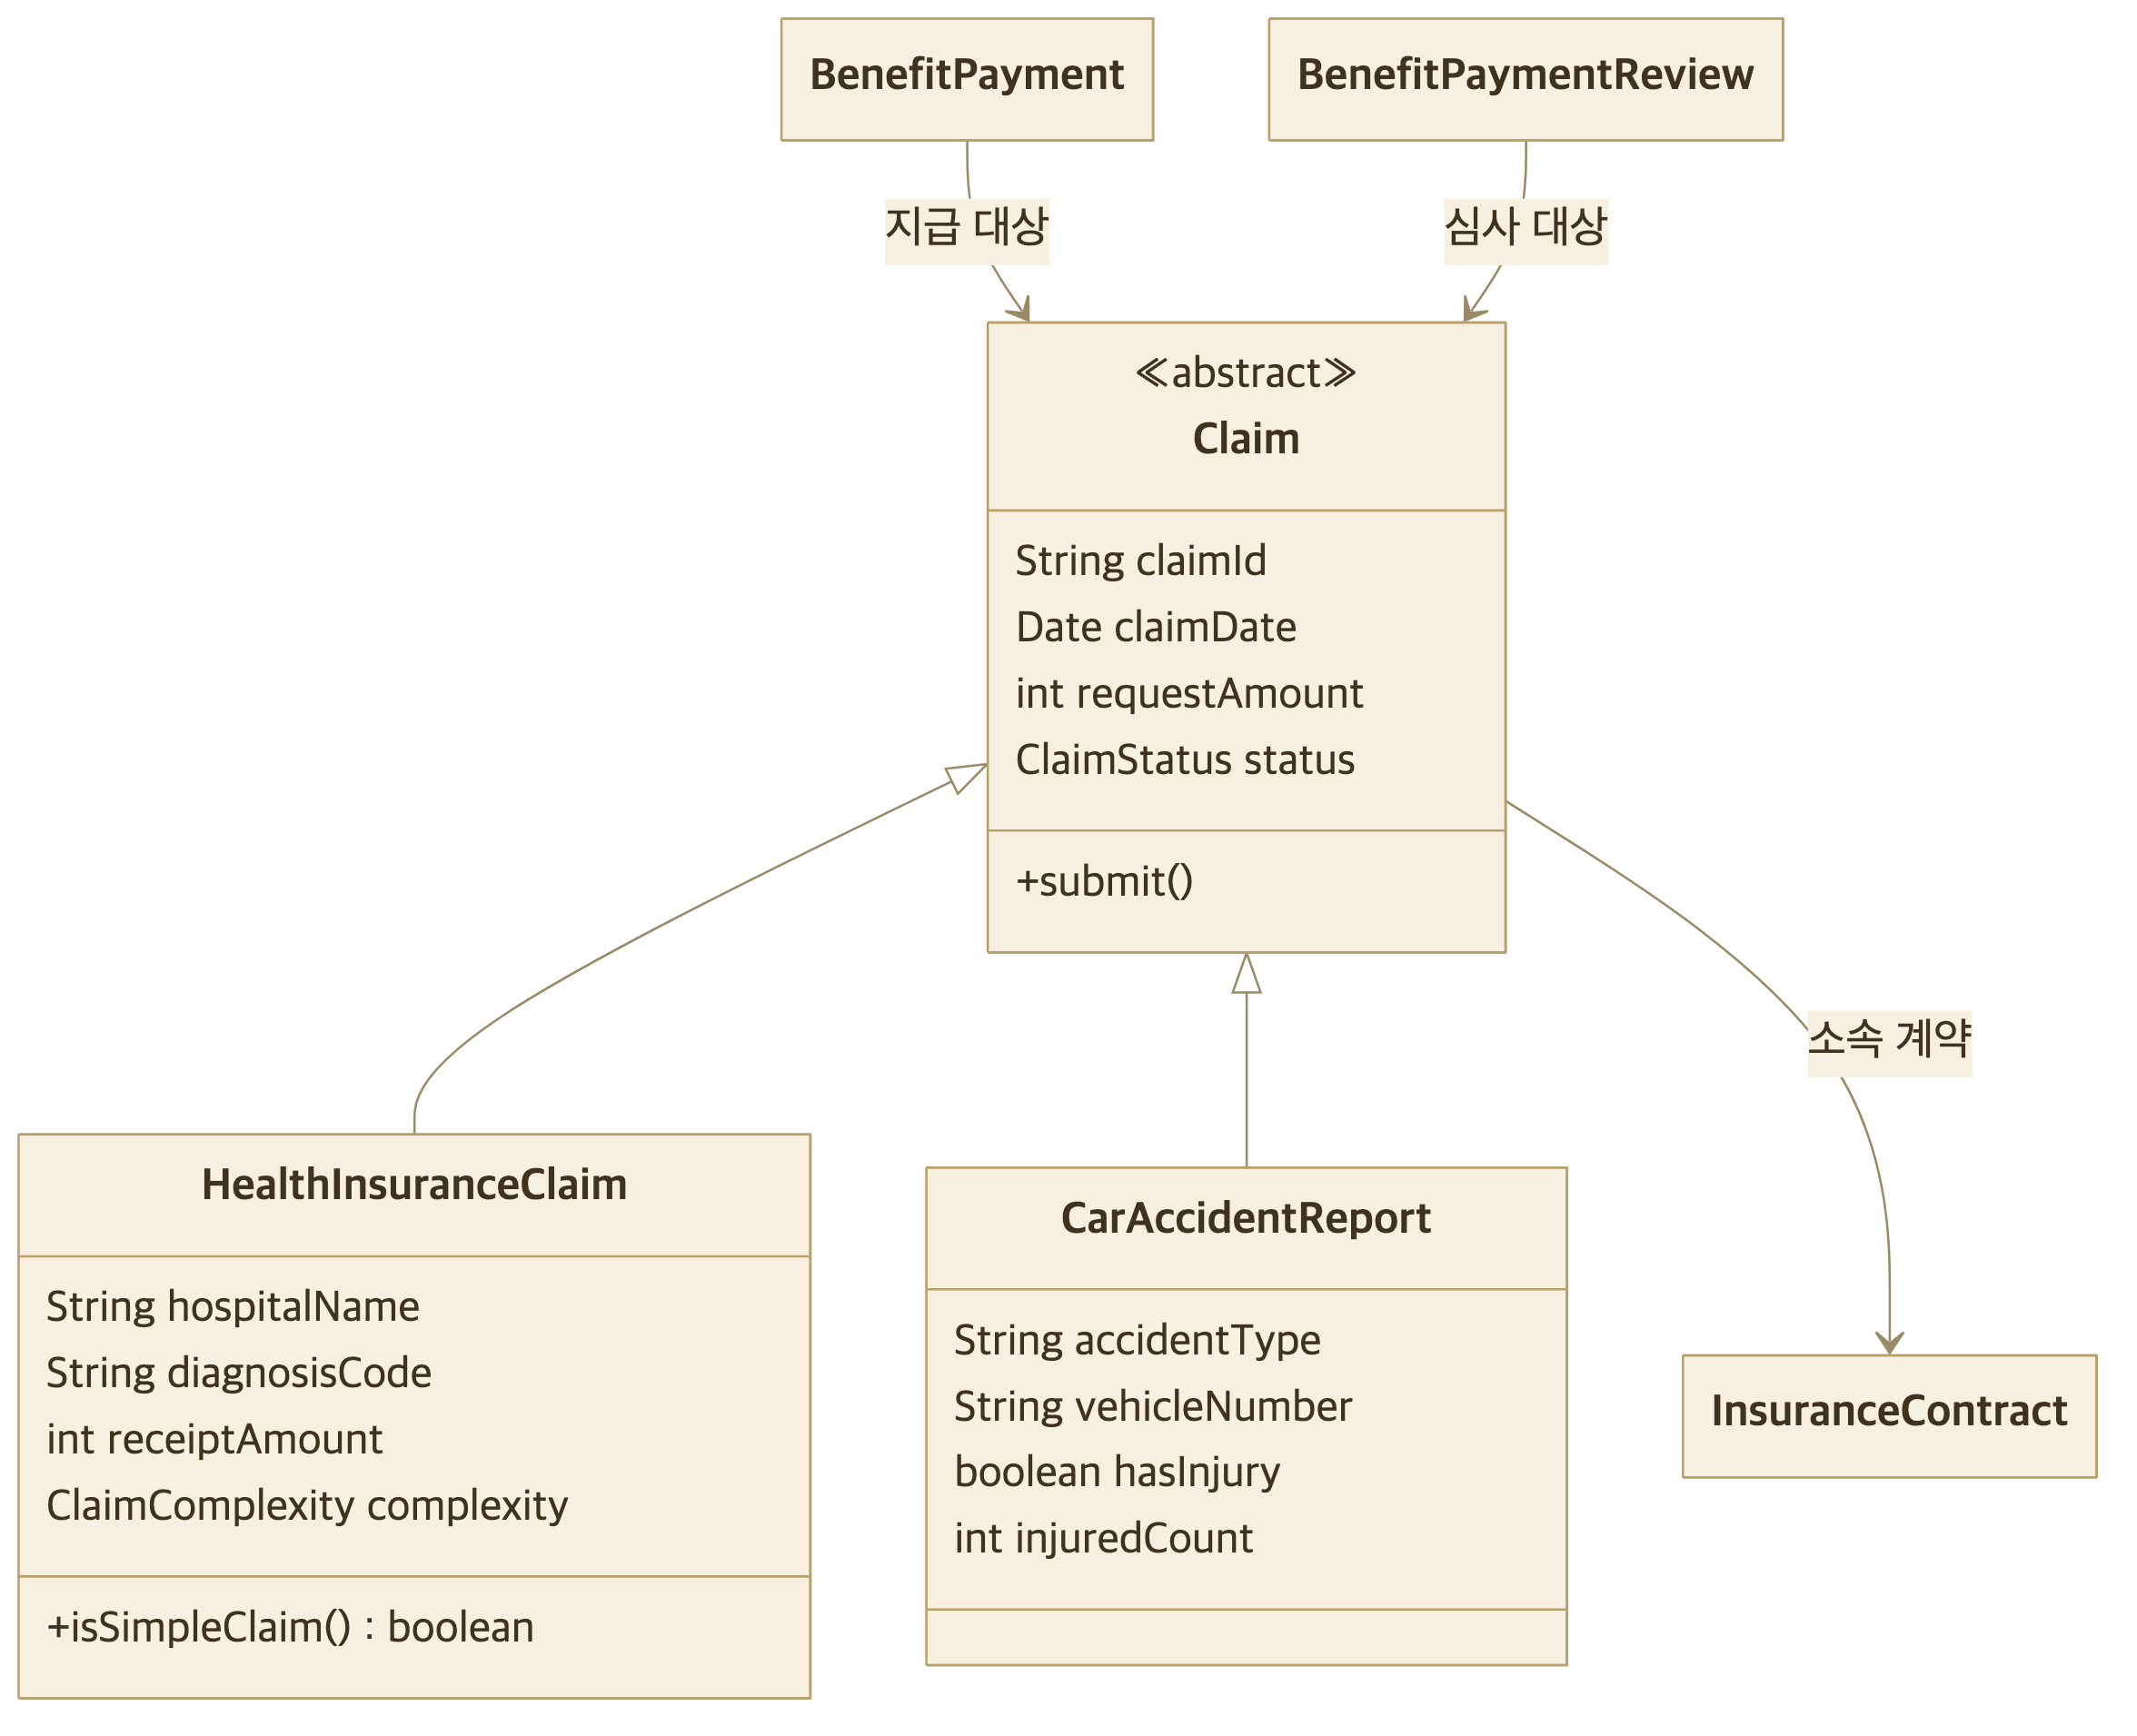 BenefitPayment
BenefitPaymentReview
지급 대상
심사 대상
≪abstract≫
Claim
String claimId
Date claimDate
int requestAmount
ClaimStatus status
+submit()
소속 계약
HealthInsuranceClaim
String hospitalName
String diagnosisCode
int receiptAmount
ClaimComplexity complexity
+isSimpleClaim() : boolean
CarAccidentReport
String accidentType
String vehicleNumber
boolean hasInjury
int injuredCount
InsuranceContract